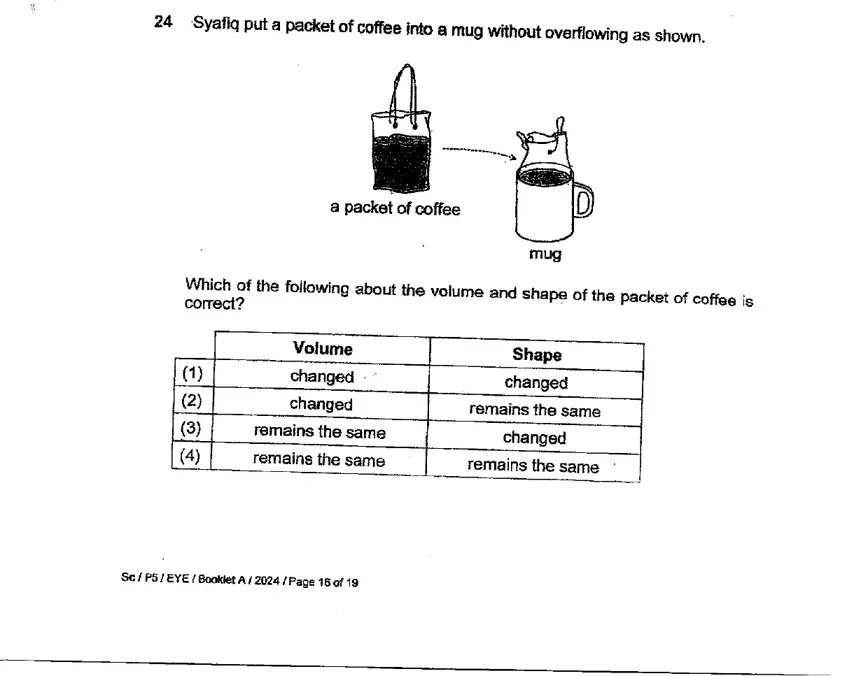 24 Syafiq put a packet of coffee into a mug without overflowing as shown.
a packet of coffee
mug
Which of the following about the volume and shape of the packet of coffee is
correct?
Volume Shape
(1) changed changed
(2) changed remains the same
(3) remains the same changed
(4) remains the same remains the same
Sc / P5 / EYE / Booklet A / 2024 / Page 16 of 19